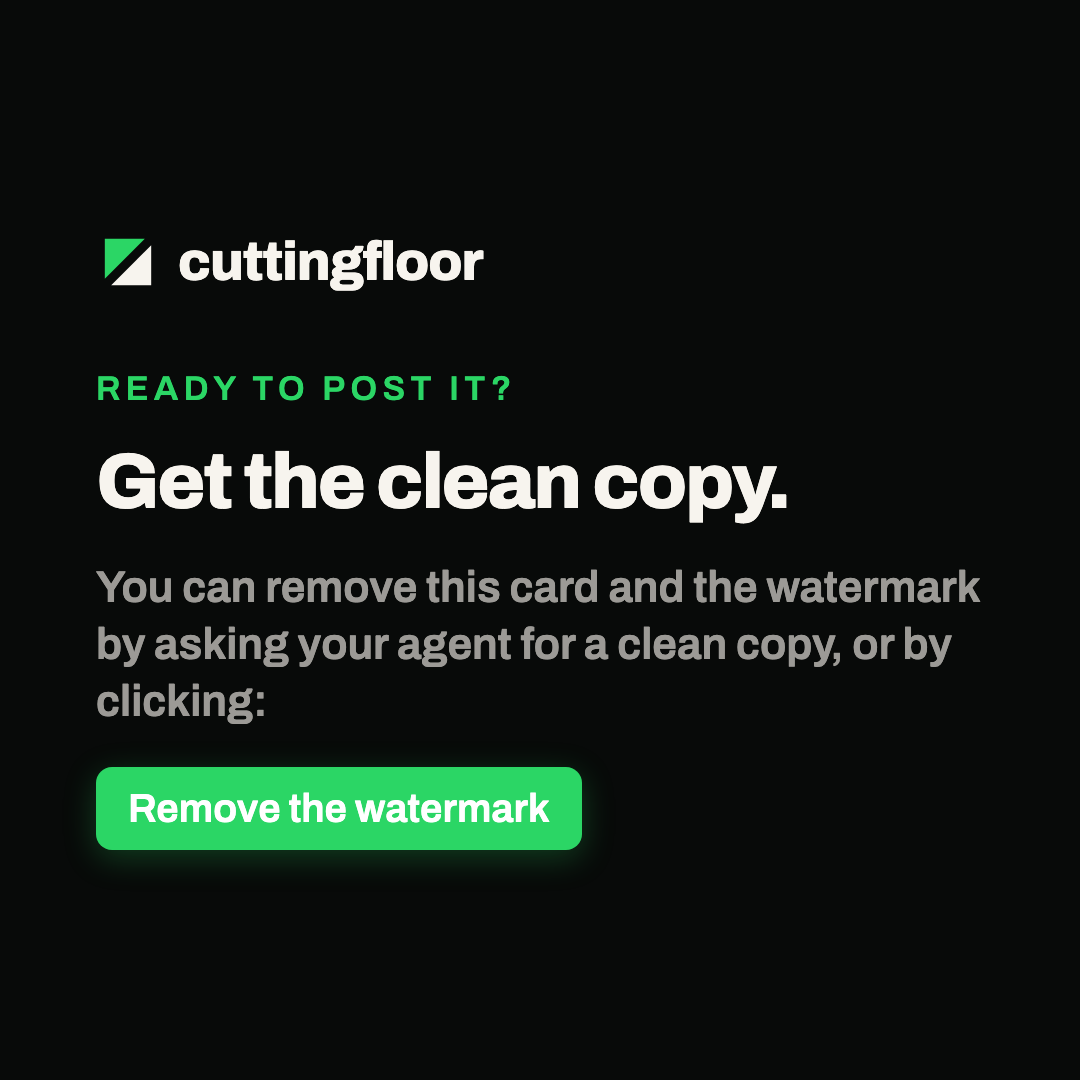 cuttingfloor
READY TO POST IT?
Get the clean copy.
You can remove this card and the watermark
by asking your agent for a clean copy, or by
clicking:
Remove the watermark